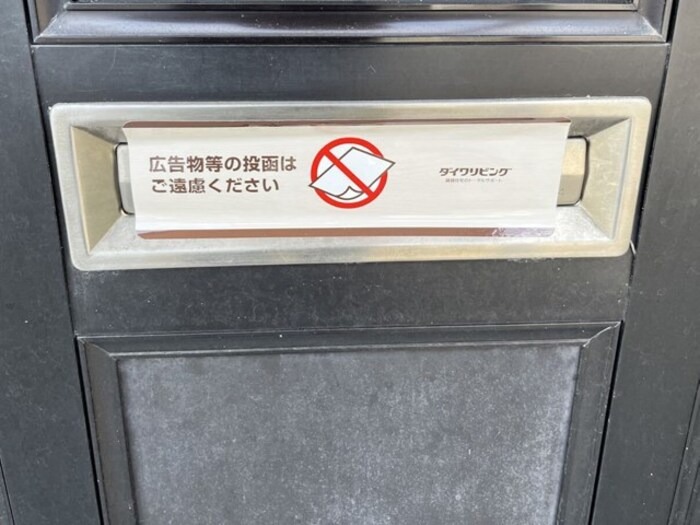 広告物等の投函は
ご遠慮ください
ダイワリビング